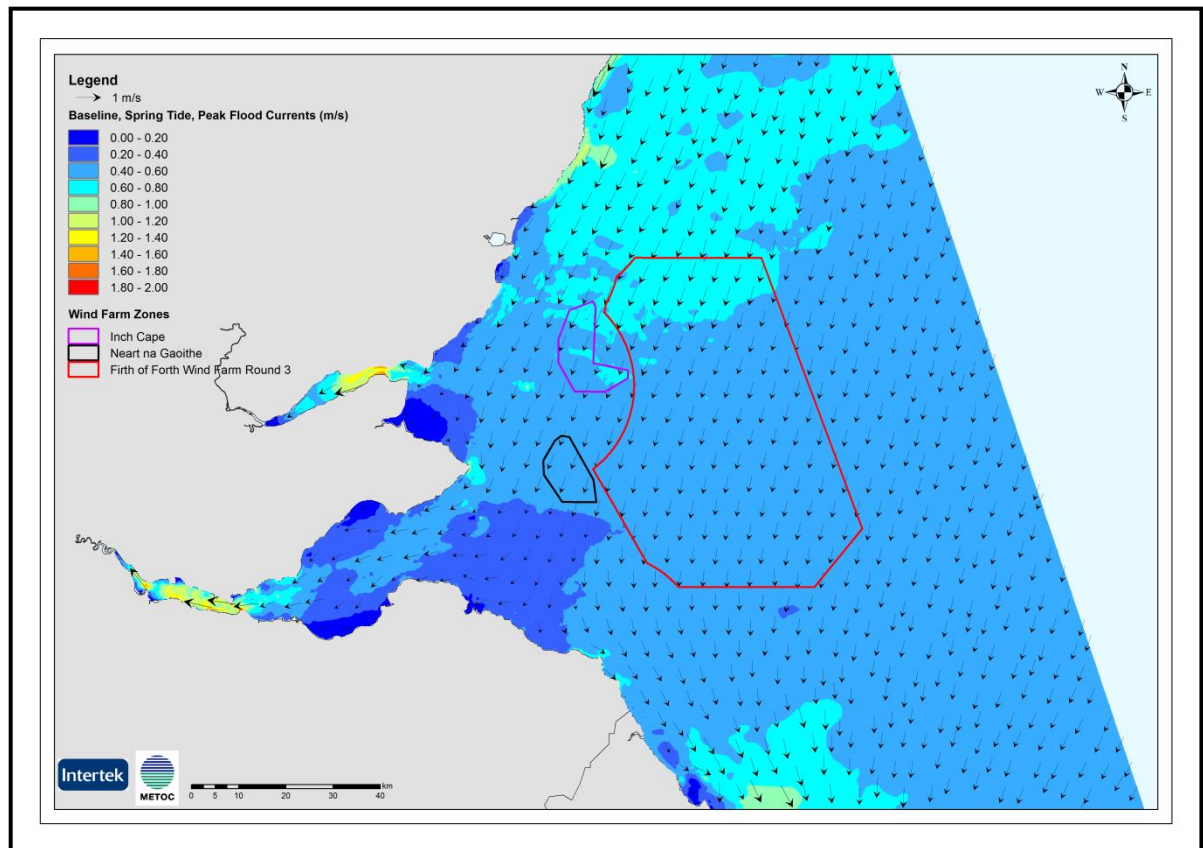 Legend
1 m/s
Baseline, Spring Tide, Peak Flood Currents (m/s)
0.00 - 0.20
0.20 - 0.40
0.40 - 0.60
0.60 - 0.80
0.80 - 1.00
1.00 - 1.20
1.20 - 1.40
1.40 - 1.60
1.60 - 1.80
1.80 - 2.00
Wind Farm Zones
Inch Cape
Neart na Gaoithe
Firth of Forth Wind Farm Round 3
N
W E
S
Intertek
METOC
km
0 5 10 20 30 40